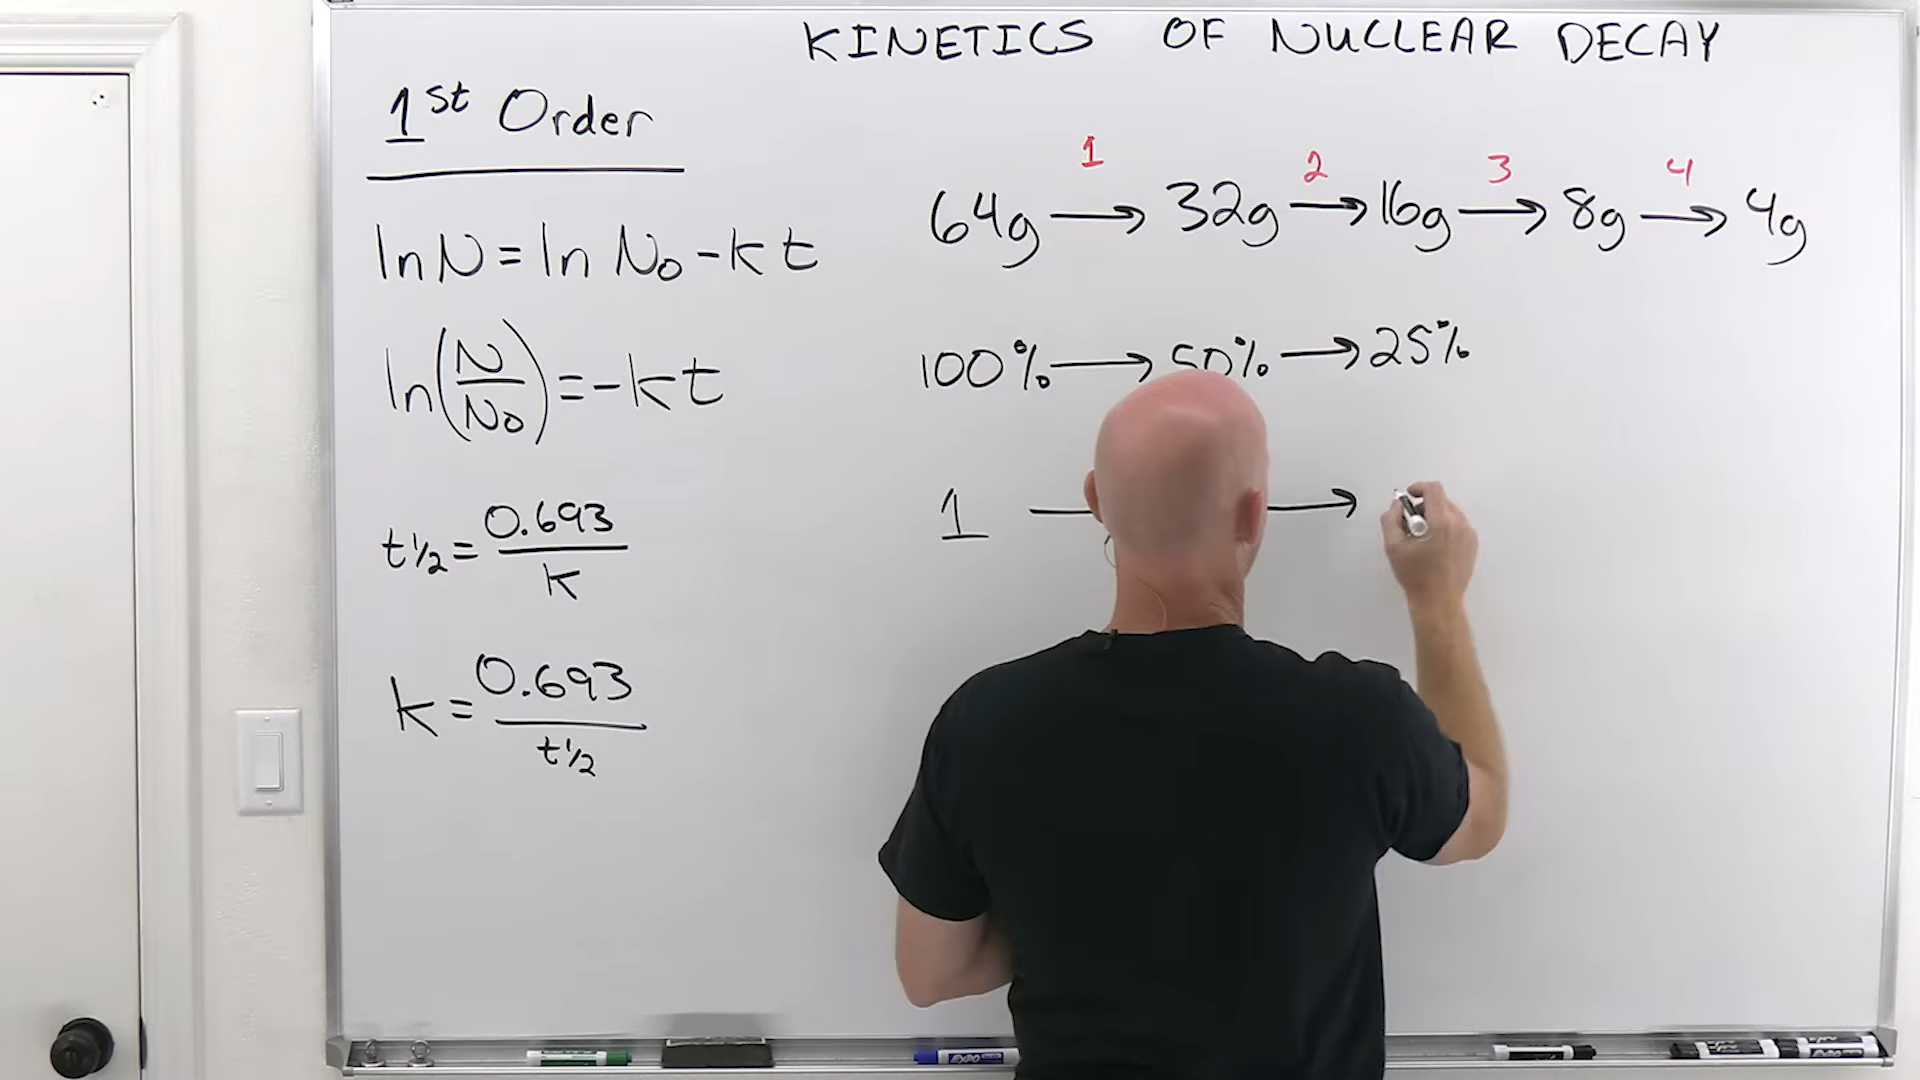 KINETICS OF NUCLEAR DECAY
1st Order
ln N = ln N₀ - kt
ln(N/N₀) = -kt
t½ = 0.693/k
k = 0.693/t½
1 2 3 4
64g → 32g → 16g → 8g → 4g
100% → 50% → 25%
1 → →
EXPO